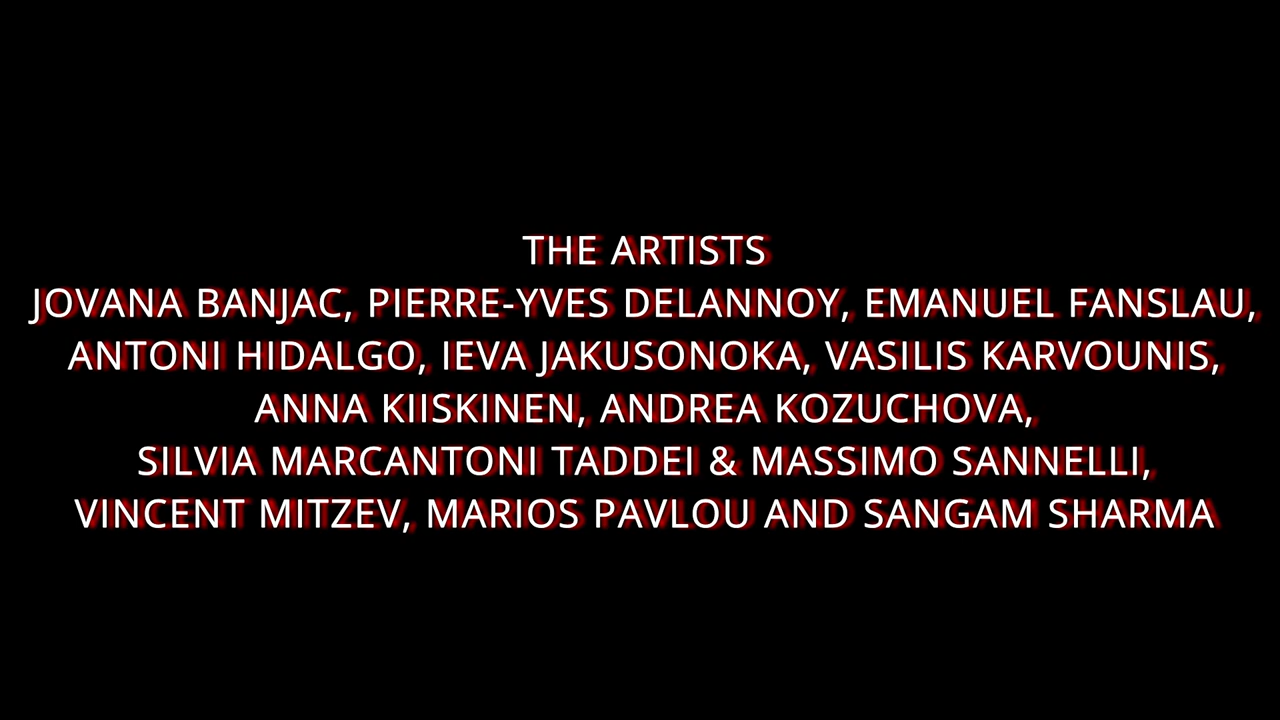 THE ARTISTS
JOVANA BANJAC, PIERRE-YVES DELANNOY, EMANUEL FANSLAU,
ANTONI HIDALGO, IEVA JAKUSONOKA, VASILIS KARVOUNIS,
ANNA KIISKINEN, ANDREA KOZUCHOVA,
SILVIA MARCANTONI TADDEI & MASSIMO SANNELLI,
VINCENT MITZEV, MARIOS PAVLOU AND SANGAM SHARMA